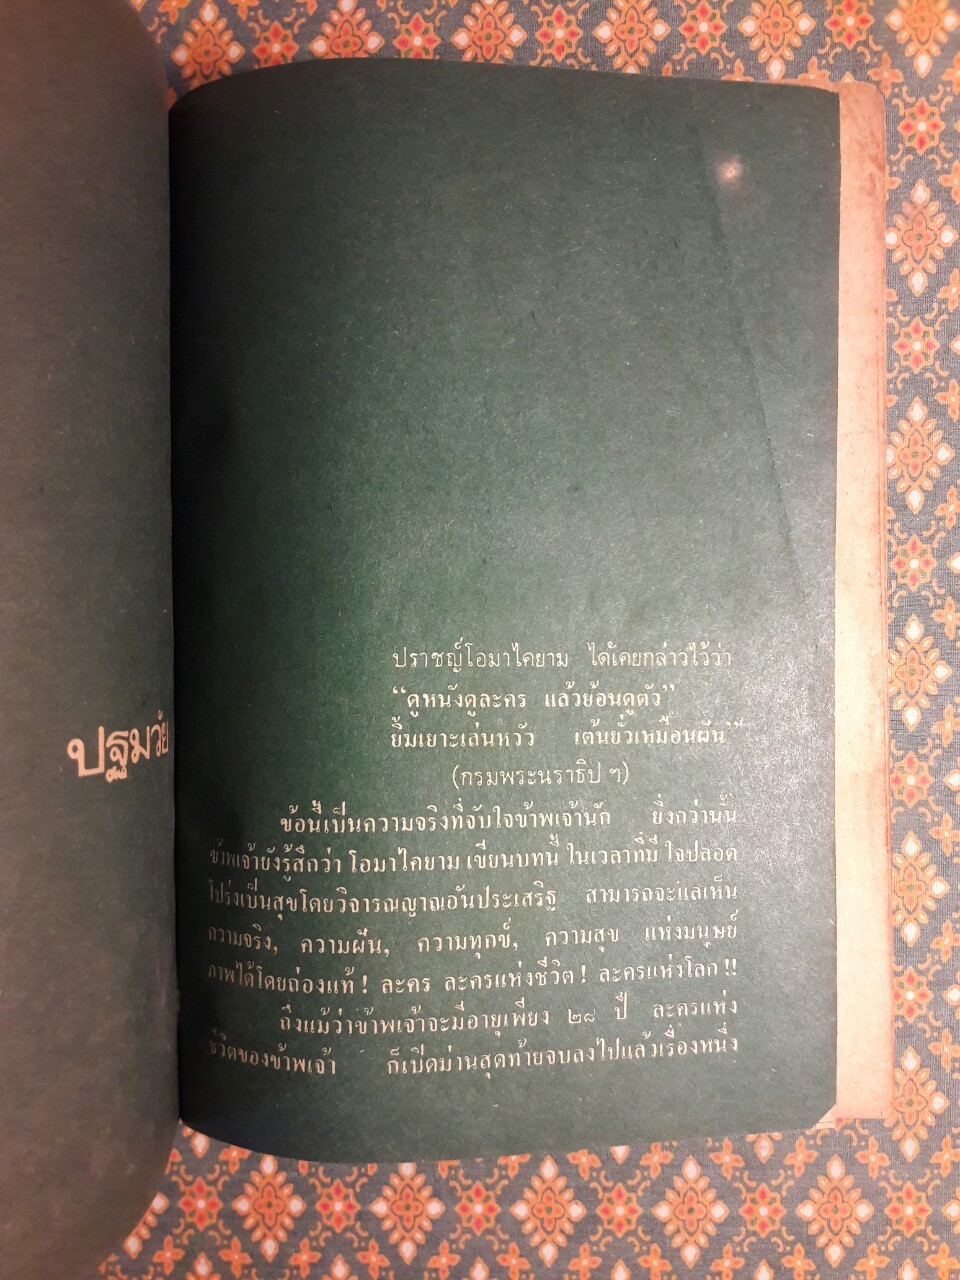 ปฐมวัย
ปราชญ์โอมาไคยาม ได้เคยกล่าวไว้ว่า
“ดูหนังดูละคร แล้วย้อนดูตัว”
ยิ้มเยาะเล่นหวัว เต้นยั่วเหมือนฝัน”
(กรมพระนราธิป ฯ)
ข้อนี้เป็นความจริงที่จับใจข้าพเจ้านัก ยิ่งกว่านั้น
ข้าพเจ้ายังรู้สึกว่า โอมาไคยาม เขียนบทนี้ ในเวลาที่มี ใจปลอด
โปร่งเป็นสุขโดยวิจารณญาณอันประเสริฐ สามารถจะแลเห็น
ความจริง, ความฝัน, ความทุกข์, ความสุข แห่งมนุษย์
ภาพได้โดยถ่องแท้ ! ละคร ละครแห่งชีวิต ! ละครแห่งโลก !!
ถึงแม้ว่าข้าพเจ้าจะมีอายุเพียง ๒๘ ปี ละครแห่ง
ชีวิตของข้าพเจ้า ก็เปิดม่านสุดท้ายจบลงไปแล้วเรื่องหนึ่ง